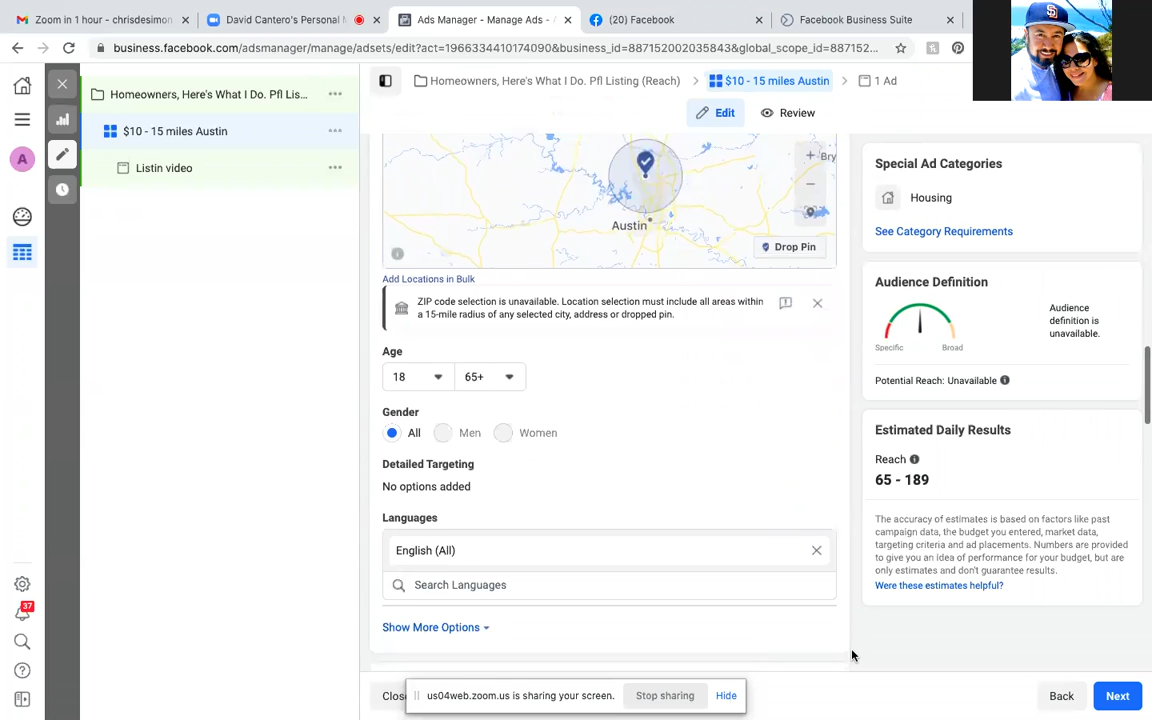 Zoom in 1 hour - chrisdesimon
David Cantero's Personal M
Ads Manager - Manage Ads - A
(20) Facebook
Facebook Business Suite
business.facebook.com/adsmanager/manage/adsets/edit?act=1966334410174090&business_id=887152002035843&global_scope_id=887152...
Homeowners, Here's What I Do. Pfl Lis...
$10 - 15 miles Austin
Listin video
A
37
Homeowners, Here's What I Do. Pfl Listing (Reach)
$10 - 15 miles Austin
1 Ad
Edit
Review
Bry
Austin
Drop Pin
Add Locations in Bulk
ZIP code selection is unavailable. Location selection must include all areas within
a 15-mile radius of any selected city, address or dropped pin.
Age
18
65+
Gender
All
Men
Women
Detailed Targeting
No options added
Languages
English (All)
Search Languages
Show More Options
Special Ad Categories
Housing
See Category Requirements
Audience Definition
Specific
Broad
Audience
definition is
unavailable.
Potential Reach: Unavailable
Estimated Daily Results
Reach
65 - 189
The accuracy of estimates is based on factors like past
campaign data, the budget you entered, market data,
targeting criteria and ad placements. Numbers are provided
to give you an idea of performance for your budget, but are
only estimates and don't guarantee results.
Were these estimates helpful?
Clos
us04web.zoom.us is sharing your screen.
Stop sharing
Hide
Back
Next